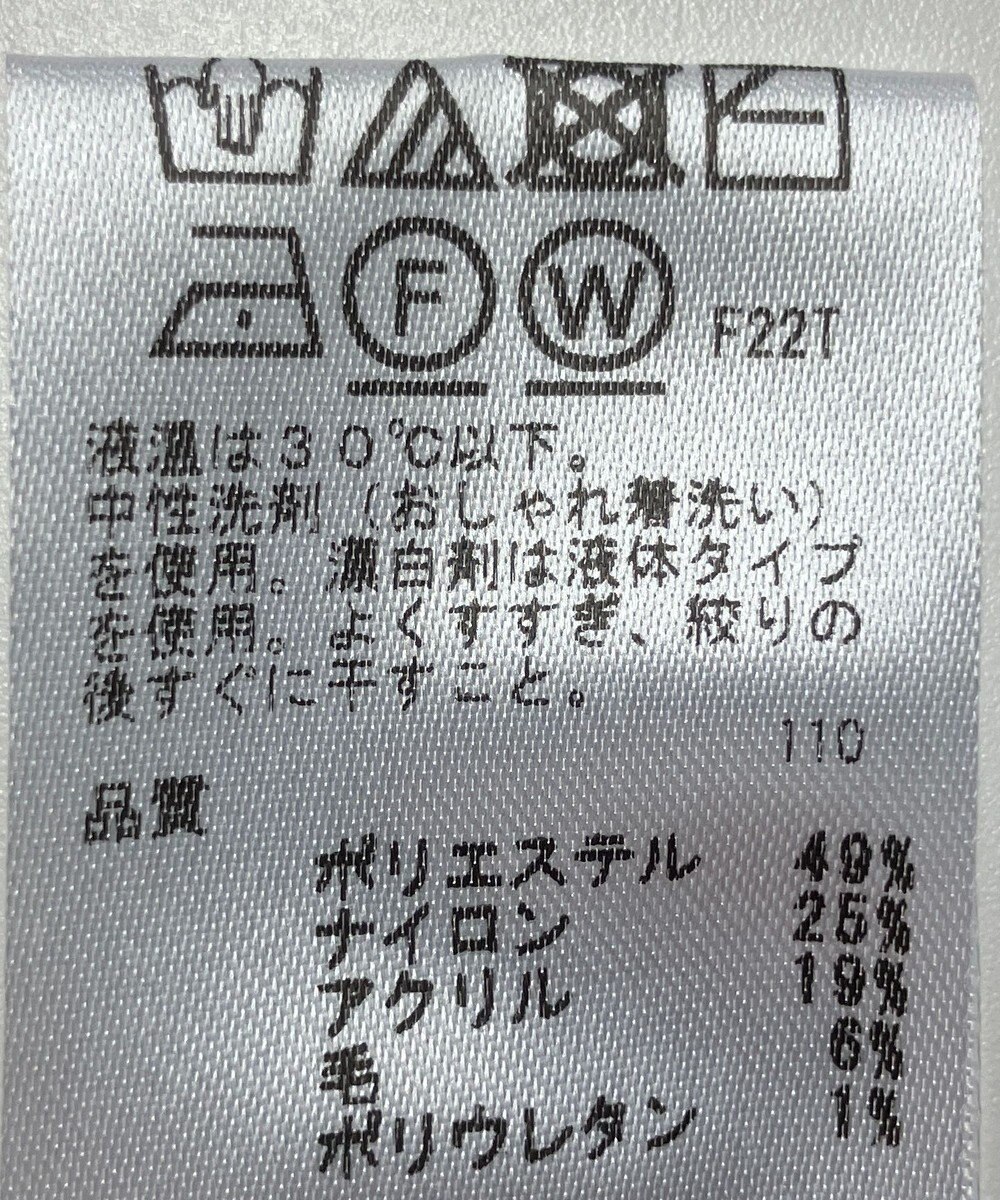 F
W
F22T
液温は30℃以下。
中性洗剤(おしゃれ着洗い)
を使用。漂白剤は液体タイプ
を使用。よくすすぎ、絞りの
後すぐに干すこと。
110
品質
ポリエステル 49%
ナイロン 25%
アクリル 19%
毛 6%
ポリウレタン 1%